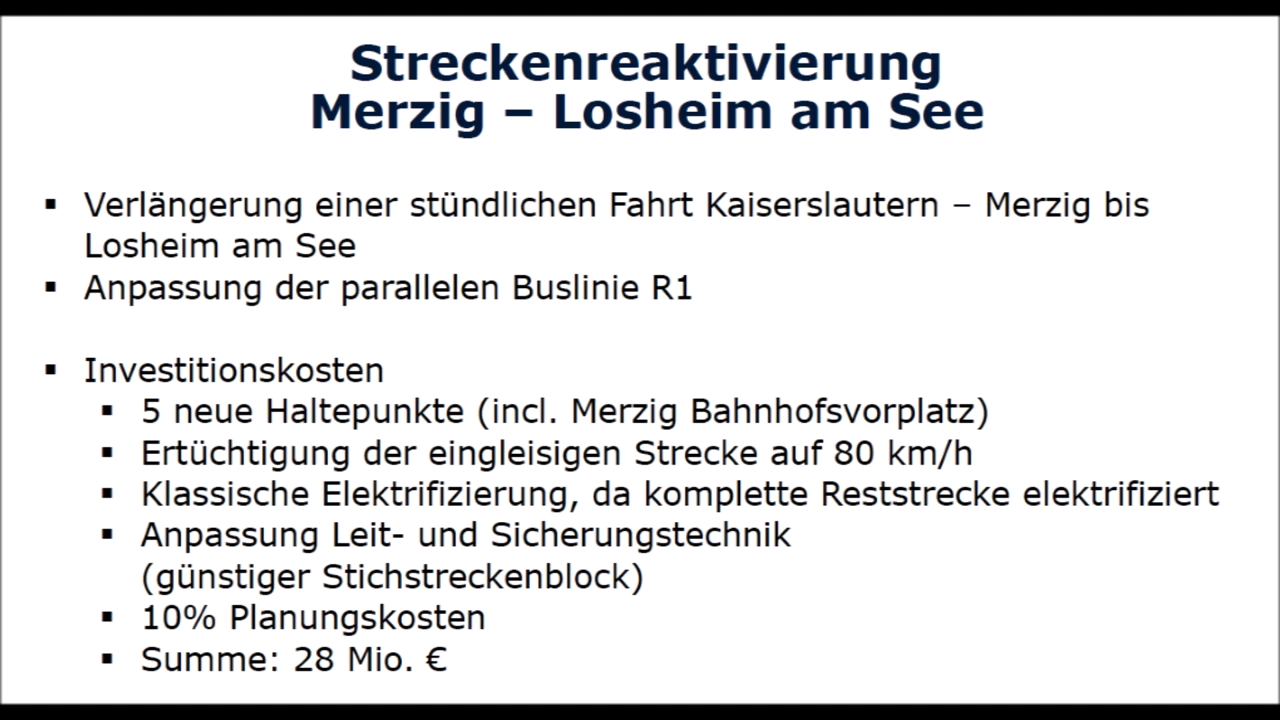 Streckenreaktivierung
Merzig – Losheim am See
▪ Verlängerung einer stündlichen Fahrt Kaiserslautern – Merzig bis
Losheim am See
▪ Anpassung der parallelen Buslinie R1
▪ Investitionskosten
▪ 5 neue Haltepunkte (incl. Merzig Bahnhofsvorplatz)
▪ Ertüchtigung der eingleisigen Strecke auf 80 km/h
▪ Klassische Elektrifizierung, da komplette Reststrecke elektrifiziert
▪ Anpassung Leit- und Sicherungstechnik
(günstiger Stichstreckenblock)
▪ 10% Planungskosten
▪ Summe: 28 Mio. €